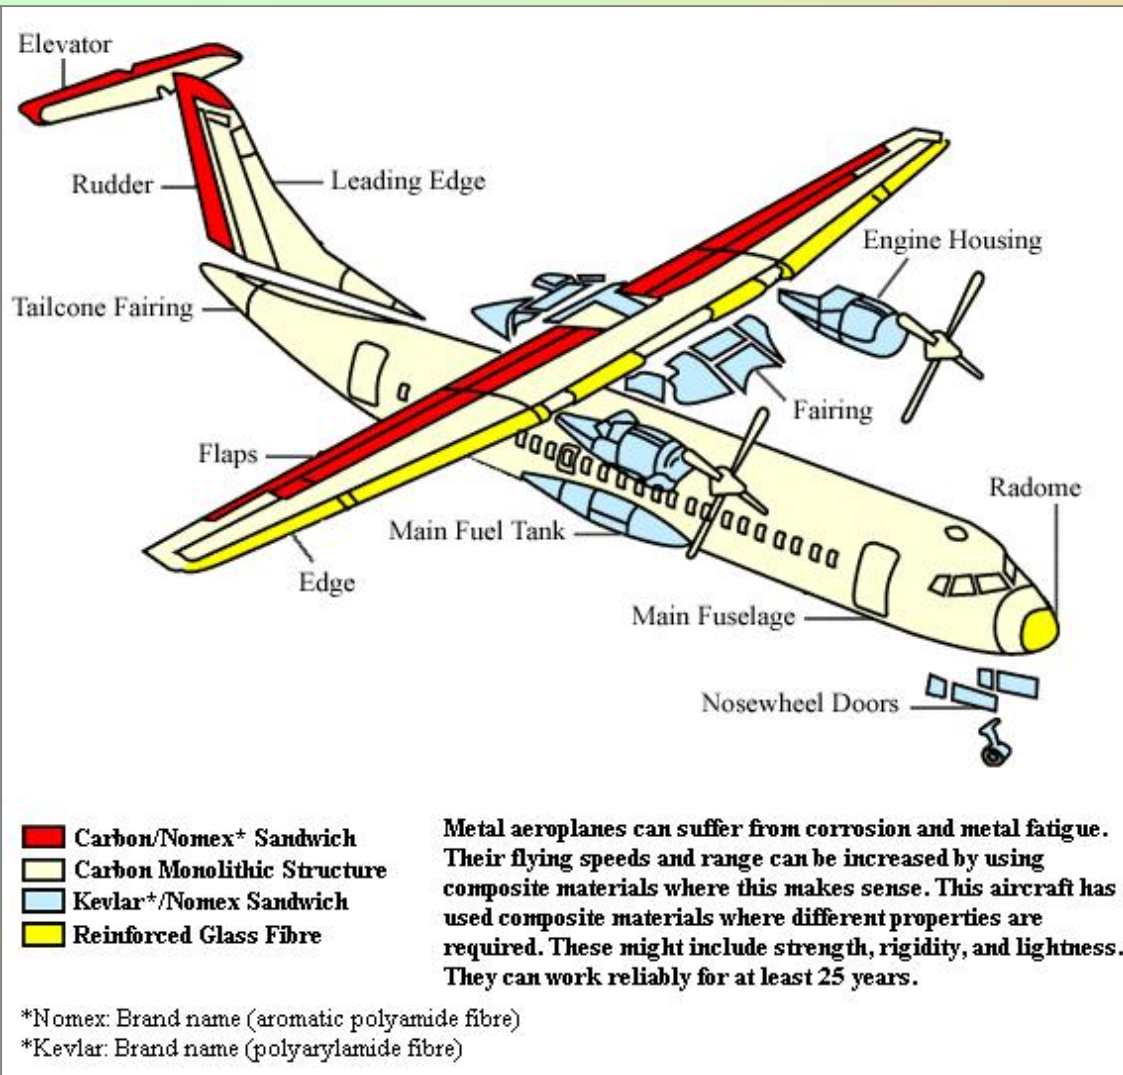 Elevator
Rudder
Leading Edge
Engine Housing
Tailcone Fairing
Fairing
Flaps
Radome
Main Fuel Tank
Edge
Main Fuselage
Nosewheel Doors
Carbon/Nomex* Sandwich
Carbon Monolithic Structure
Kevlar*/Nomex Sandwich
Reinforced Glass Fibre
Metal aeroplanes can suffer from corrosion and metal fatigue.
Their flying speeds and range can be increased by using
composite materials where this makes sense. This aircraft has
used composite materials where different properties are
required. These might include strength, rigidity, and lightness.
They can work reliably for at least 25 years.
*Nomex: Brand name (aromatic polyamide fibre)
*Kevlar: Brand name (polyarylamide fibre)